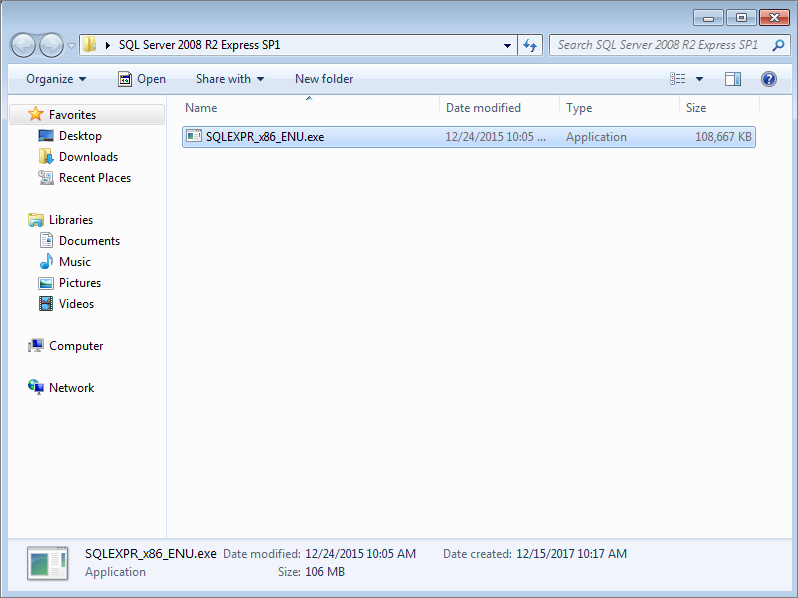 SQL Server 2008 R2 Express SP1
Search SQL Server 2008 R2 Express SP1
Organize Open Share with New folder
Name Date modified Type Size
SQLEXPR_x86_ENU.exe 12/24/2015 10:05 ... Application 108,667 KB
Favorites
Desktop
Downloads
Recent Places
Libraries
Documents
Music
Pictures
Videos
Computer
Network
SQLEXPR_x86_ENU.exe Date modified: 12/24/2015 10:05 AM Date created: 12/15/2017 10:17 AM
Application Size: 106 MB